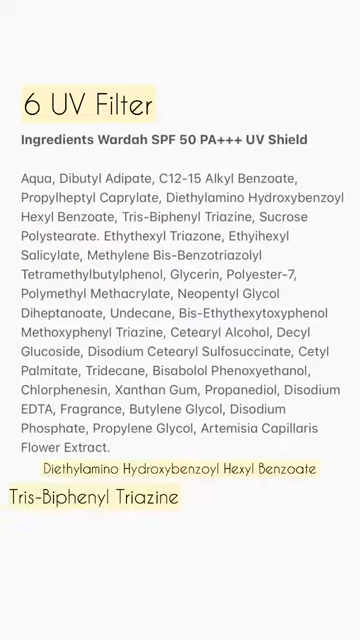 6 UV Filter
Ingredients Wardah SPF 50 PA+++ UV Shield
Aqua, Dibutyl Adipate, C12-15 Alkyl Benzoate,
Propylheptyl Caprylate, Diethylamino Hydroxybenzoyl
Hexyl Benzoate, Tris-Biphenyl Triazine, Sucrose
Polystearate. Ethythexyl Triazone, Ethyihexyl
Salicylate, Methylene Bis-Benzotriazolyl
Tetramethylbutylphenol, Glycerin, Polyester-7,
Polymethyl Methacrylate, Neopentyl Glycol
Diheptanoate, Undecane, Bis-Ethythexytoxyphenol
Methoxyphenyl Triazine, Cetearyl Alcohol, Decyl
Glucoside, Disodium Cetearyl Sulfosuccinate, Cetyl
Palmitate, Tridecane, Bisabolol Phenoxyethanol,
Chlorphenesin, Xanthan Gum, Propanediol, Disodium
EDTA, Fragrance, Butylene Glycol, Disodium
Phosphate, Propylene Glycol, Artemisia Capillaris
Flower Extract.
Diethylamino Hydroxybenzoyl Hexyl Benzoate
Tris-Biphenyl Triazine